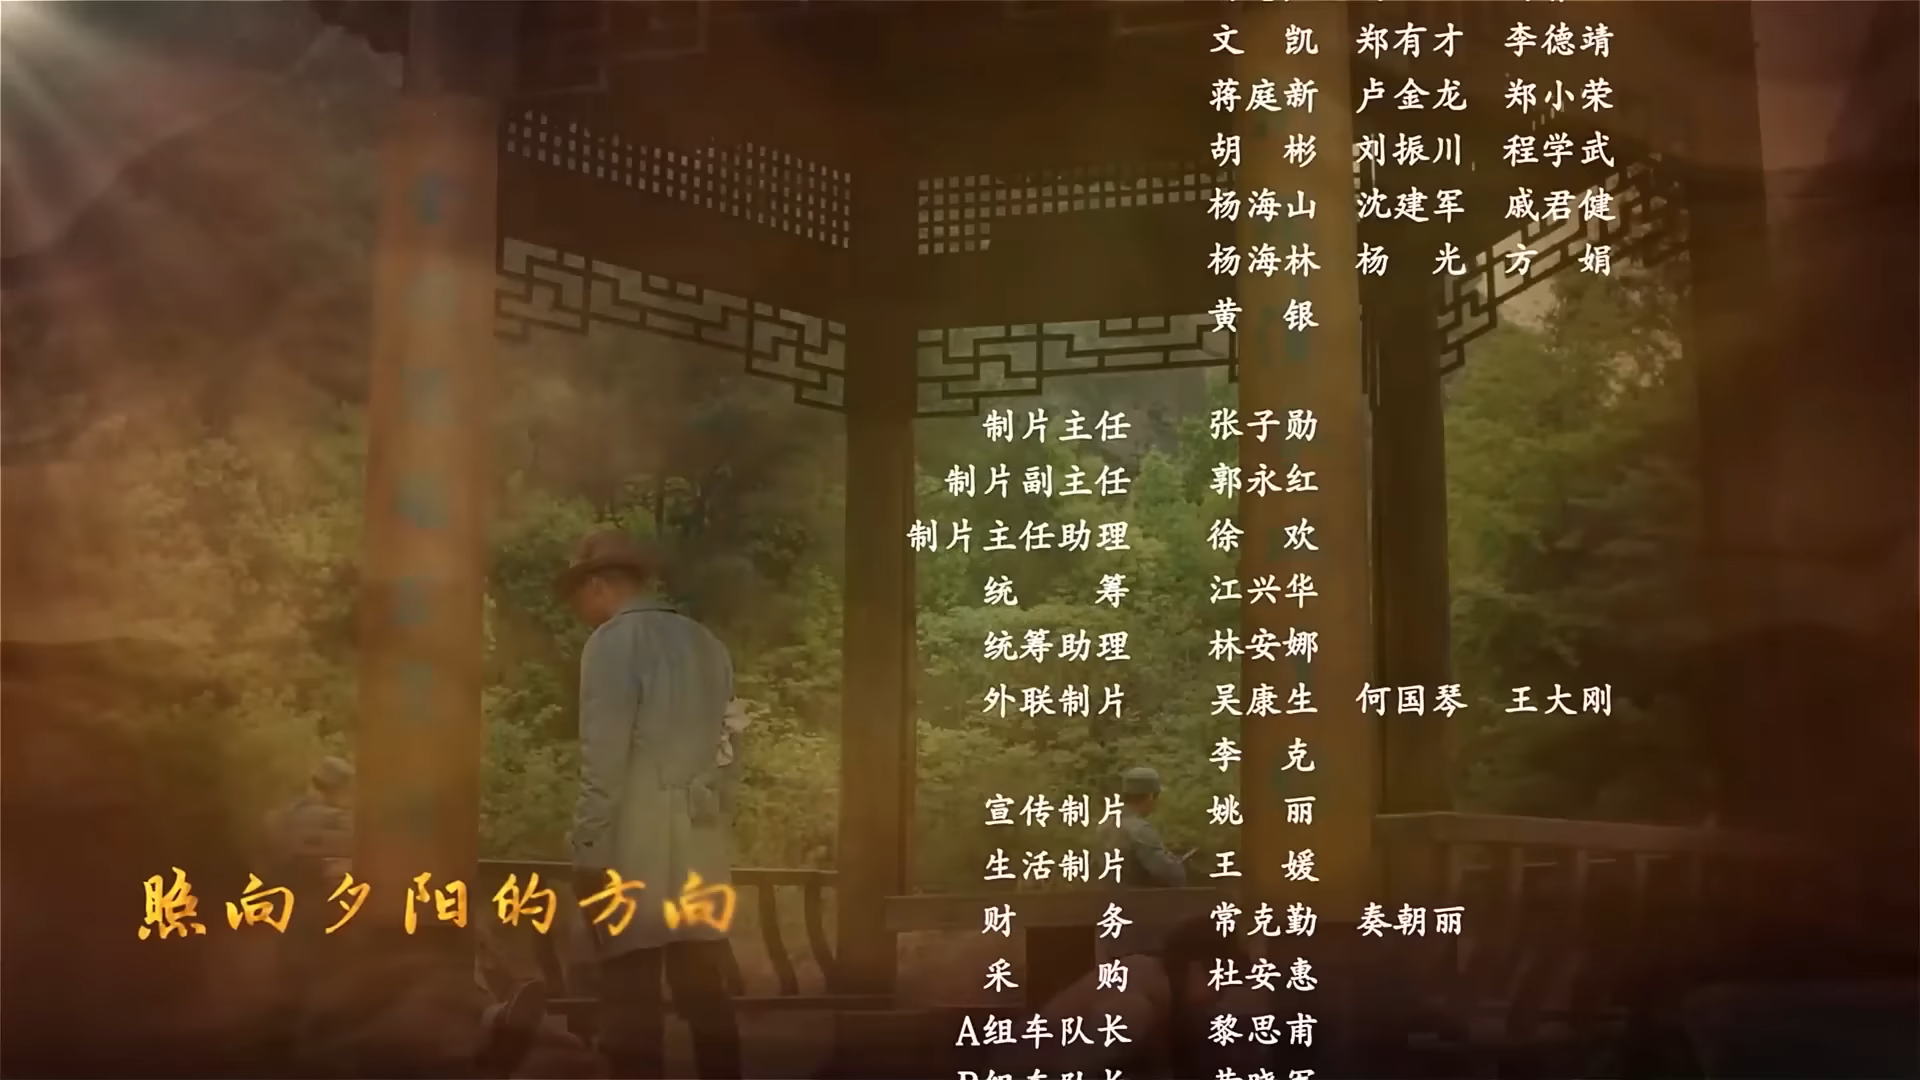 文 凯 郑有才 李德靖
蒋庭新 卢金龙 郑小荣
胡 彬 刘振川 程学武
杨海山 沈建军 戚君健
杨海林 杨 光 方 娟
黄 银
制片主任 张子勋
制片副主任 郭永红
制片主任助理 徐 欢
统 筹 江兴华
统筹助理 林安娜
外联制片 吴康生 何国琴 王大刚
李 克
宣传制片 姚 丽
生活制片 王 媛
财 务 常克勤 奏朝丽
采 购 杜安惠
A组车队长 黎思甫
照向夕阳的方向